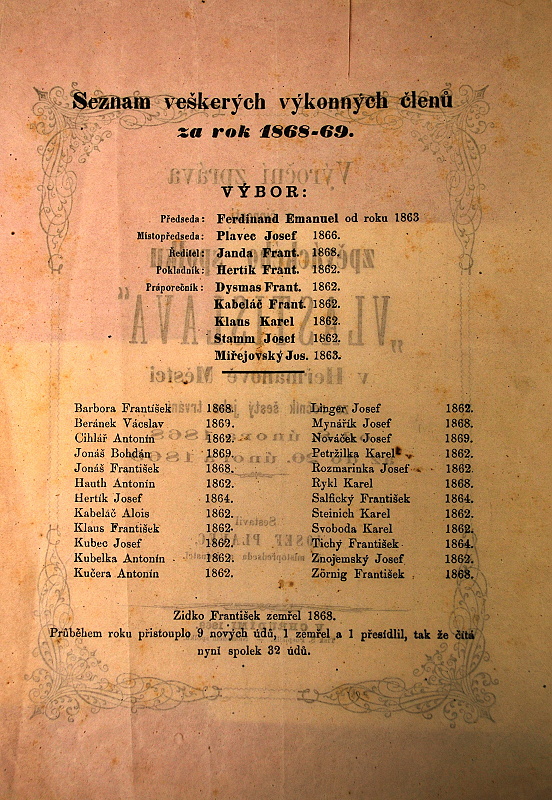 Seznam veškerých výkonných členů
za rok 1868-69.
VÝBOR:
Předseda: Ferdinand Emanuel od roku 1863
Místopředseda: Plavec Josef 1866.
Ředitel: Janda Frant. 1868.
Pokladník: Hertík Frant. 1862.
Práporečník: Dysmas Frant. 1862.
Kabeláč Frant. 1862.
Klaus Karel 1862.
Stamm Josef 1862.
Miřejovský Jos. 1863.
Barbora František 1868.
Beránek Vácslav 1869.
Cihlář Antonín 1862.
Jonáš Bohdan 1869.
Jonáš František 1868.
Hauth Antonín 1862.
Hertík Josef 1864.
Kabeláč Alois 1862.
Klaus František 1862.
Kubec Josef 1862.
Kubelka Antonín 1862.
Kučera Antonín 1862.
Linger Josef 1862.
Mynářík Josef 1868.
Nováček Josef 1869.
Petržilka Karel 1862.
Rozmarinka Josef 1862.
Rykl Karel 1868.
Salfický František 1864.
Steinich Karel 1862.
Svoboda Karel 1862.
Tichý František 1864.
Znojemský Josef 1862.
Zörnig František 1868.
Zidko František zemřel 1868.
Průběhem roku přistouplo 9 nových údů, 1 zemřel a 1 přesídlil, tak že čítá
nyní spolek 32 údů.